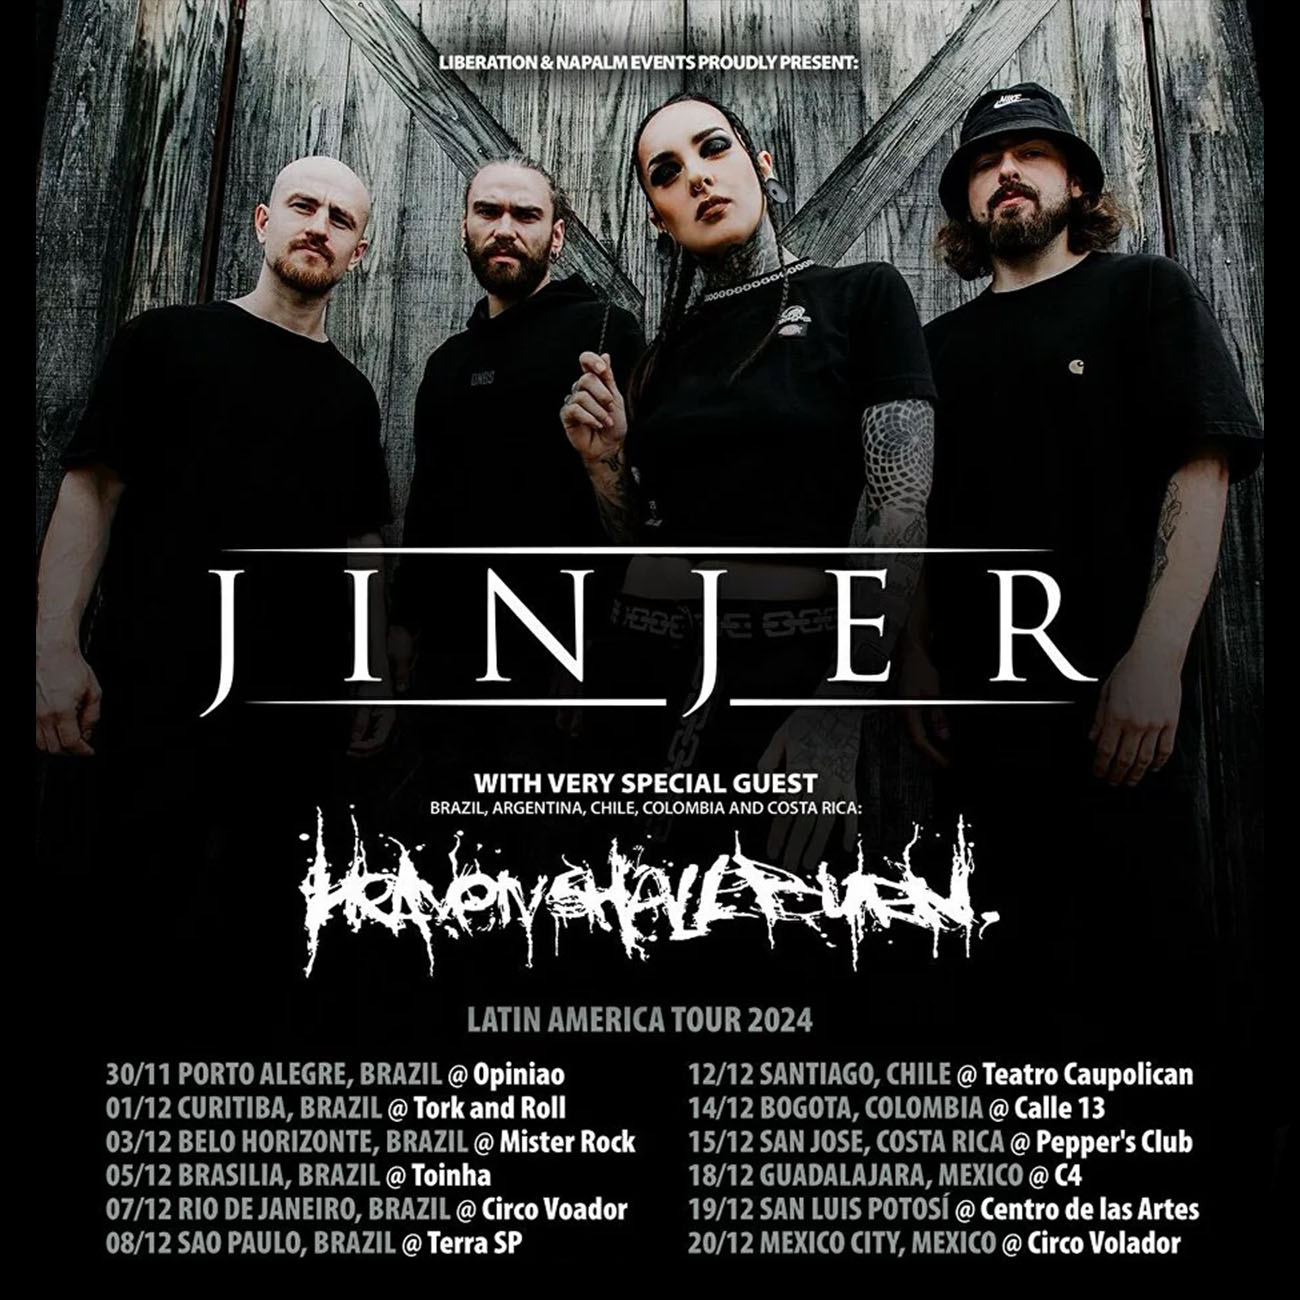 LIBERATION & NAPALM EVENTS PROUDLY PRESENT:
NIKE
DNBS
JINJER
WITH VERY SPECIAL GUEST
BRAZIL, ARGENTINA, CHILE, COLOMBIA AND COSTA RICA:
HEAVEN SHALL BURN.
LATIN AMERICA TOUR 2024
30/11 PORTO ALEGRE, BRAZIL @ Opiniao
01/12 CURITIBA, BRAZIL @ Tork and Roll
03/12 BELO HORIZONTE, BRAZIL @ Mister Rock
05/12 BRASILIA, BRAZIL @ Toinha
07/12 RIO DE JANEIRO, BRAZIL @ Circo Voador
08/12 SAO PAULO, BRAZIL @ Terra SP
12/12 SANTIAGO, CHILE @ Teatro Caupolican
14/12 BOGOTA, COLOMBIA @ Calle 13
15/12 SAN JOSE, COSTA RICA @ Pepper's Club
18/12 GUADALAJARA, MEXICO @ C4
19/12 SAN LUIS POTOSÍ @ Centro de las Artes
20/12 MEXICO CITY, MEXICO @ Circo Volador